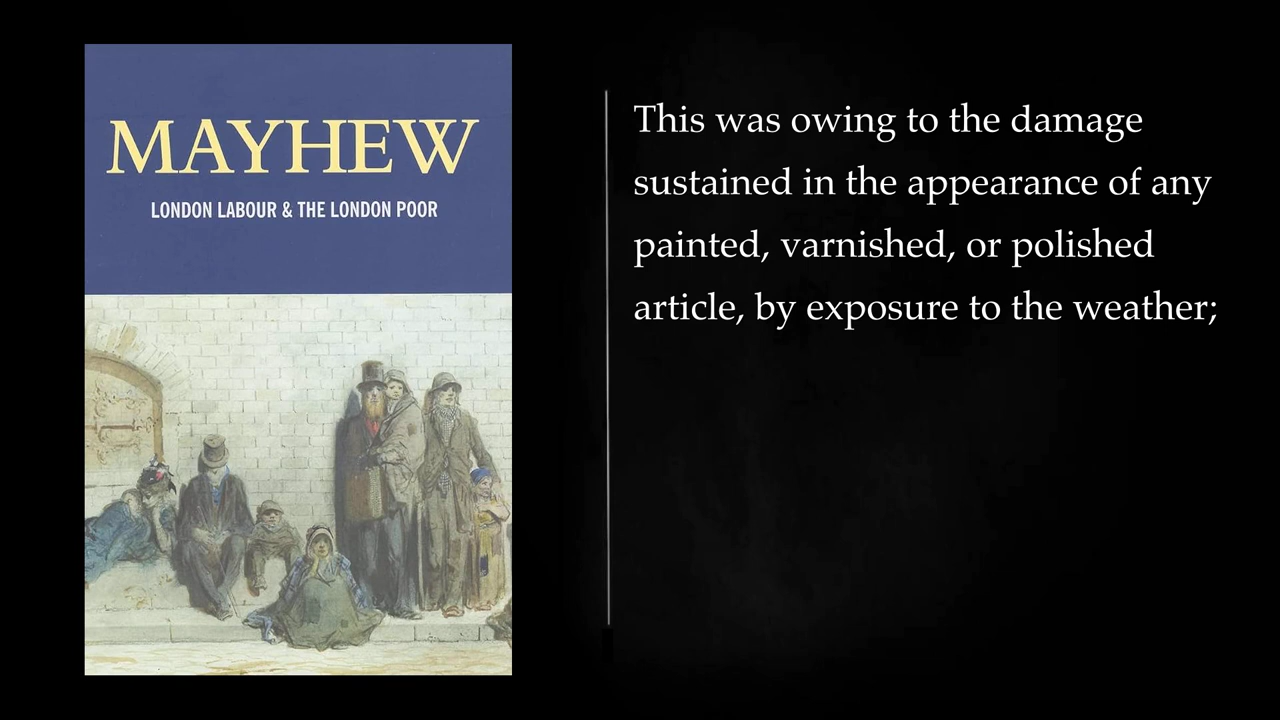 MAYHEW
LONDON LABOUR & THE LONDON POOR
This was owing to the damage
sustained in the appearance of any
painted, varnished, or polished
article, by exposure to the weather;